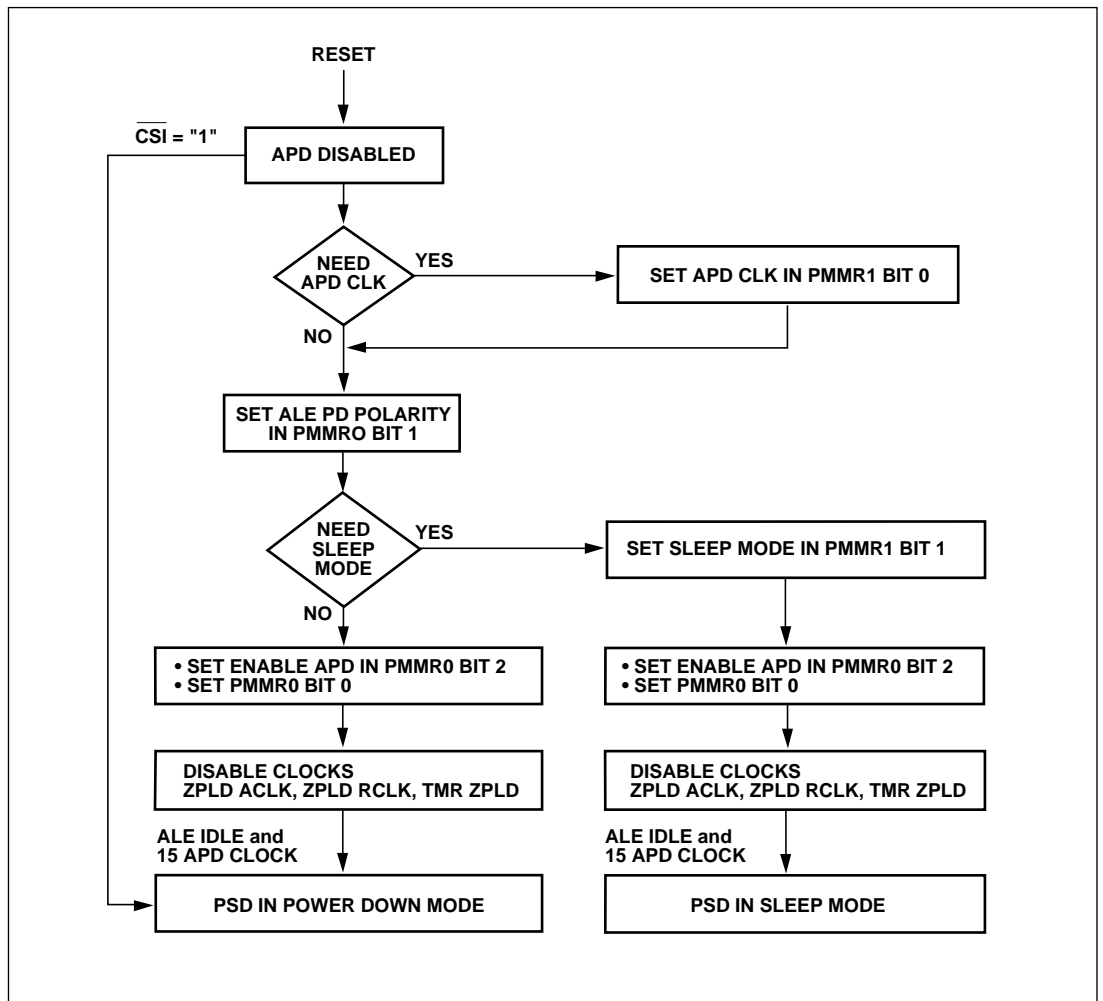 RESET
CSI = "1"
APD DISABLED
NEED
APD CLK
YES
SET APD CLK IN PMMR1 BIT 0
NO
SET ALE PD POLARITY
IN PMMRO BIT 1
NEED
SLEEP
MODE
YES
SET SLEEP MODE IN PMMR1 BIT 1
NO
• SET ENABLE APD IN PMMR0 BIT 2
• SET PMMR0 BIT 0
• SET ENABLE APD IN PMMR0 BIT 2
• SET PMMR0 BIT 0
DISABLE CLOCKS
ZPLD ACLK, ZPLD RCLK, TMR ZPLD
DISABLE CLOCKS
ZPLD ACLK, ZPLD RCLK, TMR ZPLD
ALE IDLE and
15 APD CLOCK
ALE IDLE and
15 APD CLOCK
PSD IN POWER DOWN MODE
PSD IN SLEEP MODE